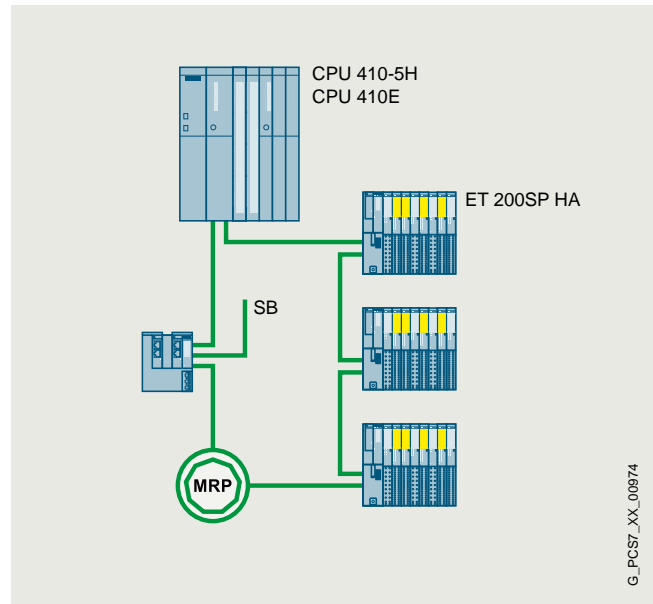 CPU 410-5H
CPU 410E
ET 200SP HA
SB
MRP
G_PCS7_XX_00974